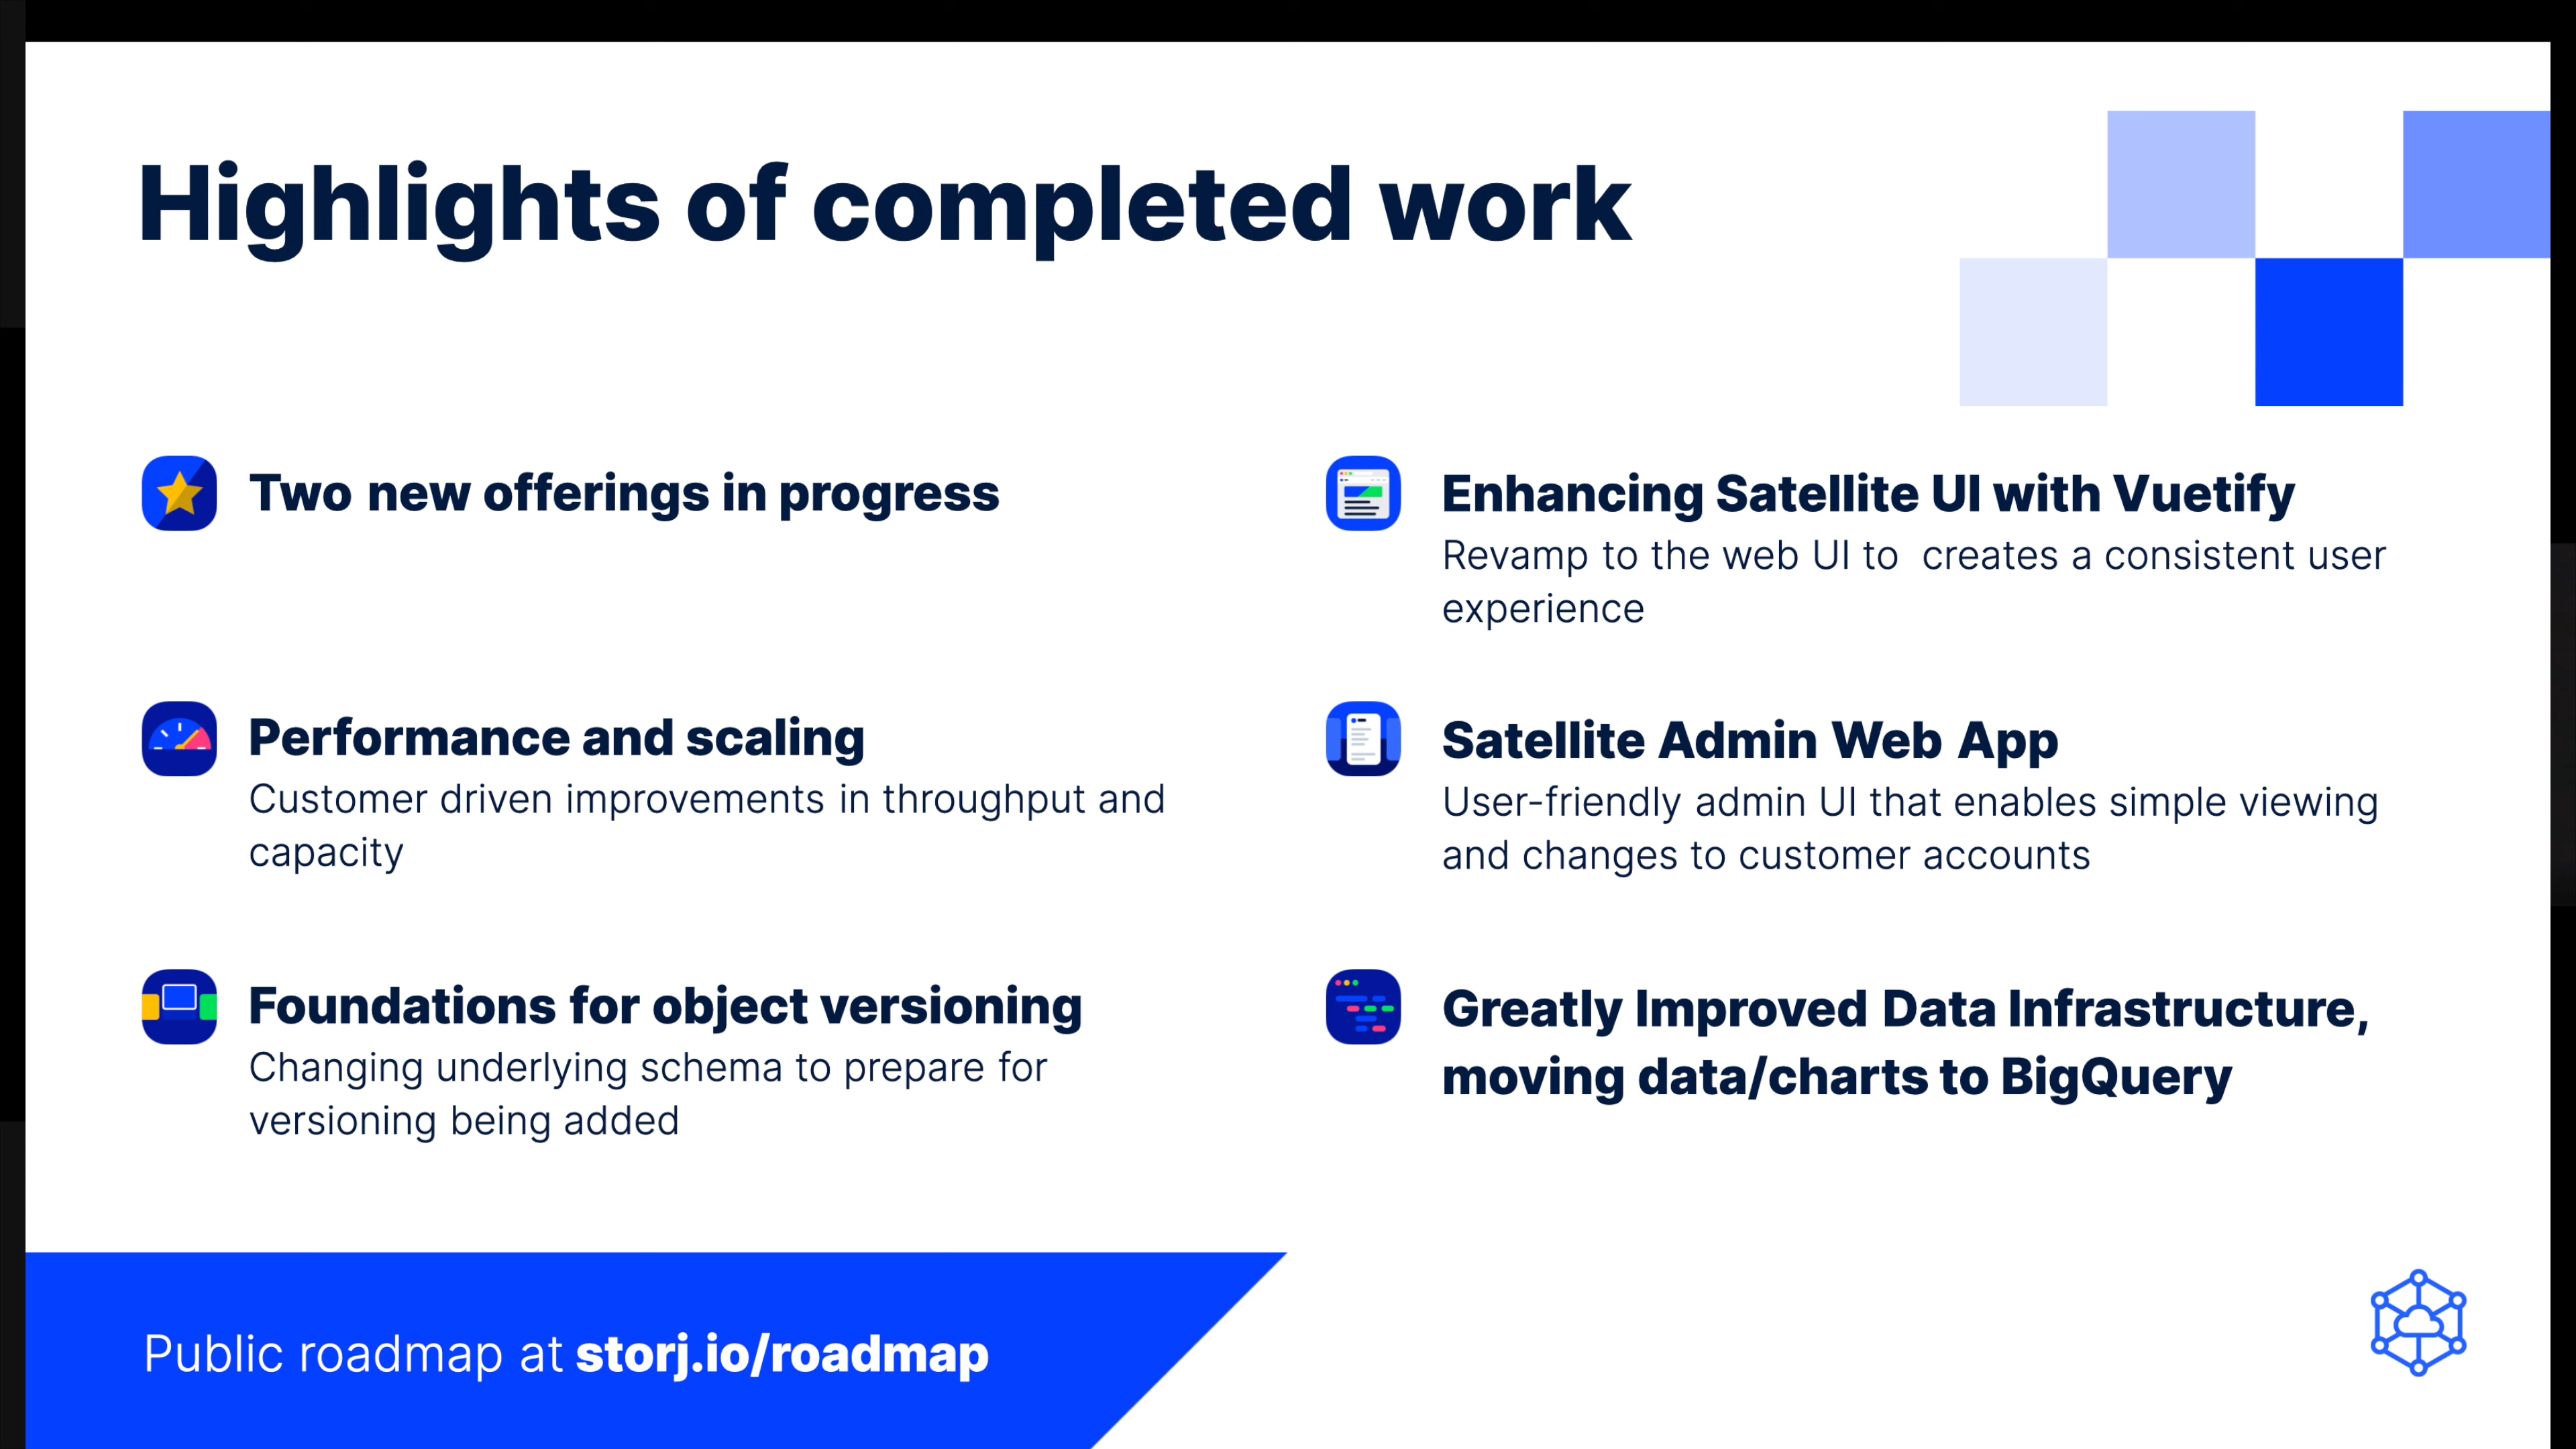 Highlights of completed work
Two new offerings in progress
Performance and scaling
Customer driven improvements in throughput and
capacity
Foundations for object versioning
Changing underlying schema to prepare for
versioning being added
Enhancing Satellite UI with Vuetify
Revamp to the web UI to  creates a consistent user
experience
Satellite Admin Web App
User-friendly admin UI that enables simple viewing
and changes to customer accounts
Greatly Improved Data Infrastructure,
moving data/charts to BigQuery
Public roadmap at storj.io/roadmap